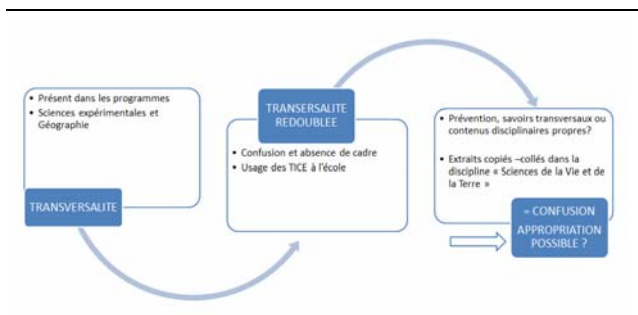 • Présent dans les programmes
• Sciences expérimentales et
Géographie
TRANSVERSALITE
TRANSERSALITE
REDOUBLEE
• Confusion et absence de cadre
• Usage des TICE à l'école
• Prévention, savoirs transversaux ou
contenus disciplinaires propres?
• Extraits copiés –collés dans la
discipline « Sciences de la Vie et de
la Terre »
= CONFUSION
APPROPRIATION
POSSIBLE ?